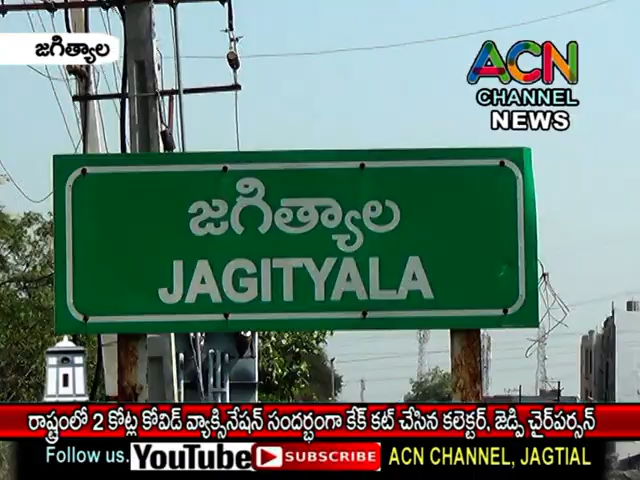 జగిత్యాల
ACN
CHANNEL
NEWS
జగిత్యాల
JAGITYALA
రాష్ట్రంలో 2 కోట్ల కోవిడ్ వ్యాక్సినేషన్ సందర్భంగా కేక్ కట్ చేసిన కలెక్టర్, జెడ్పి చైర్‌పర్సన్
Follow us. YouTube SUBSCRIBE ACN CHANNEL, JAGTIAL